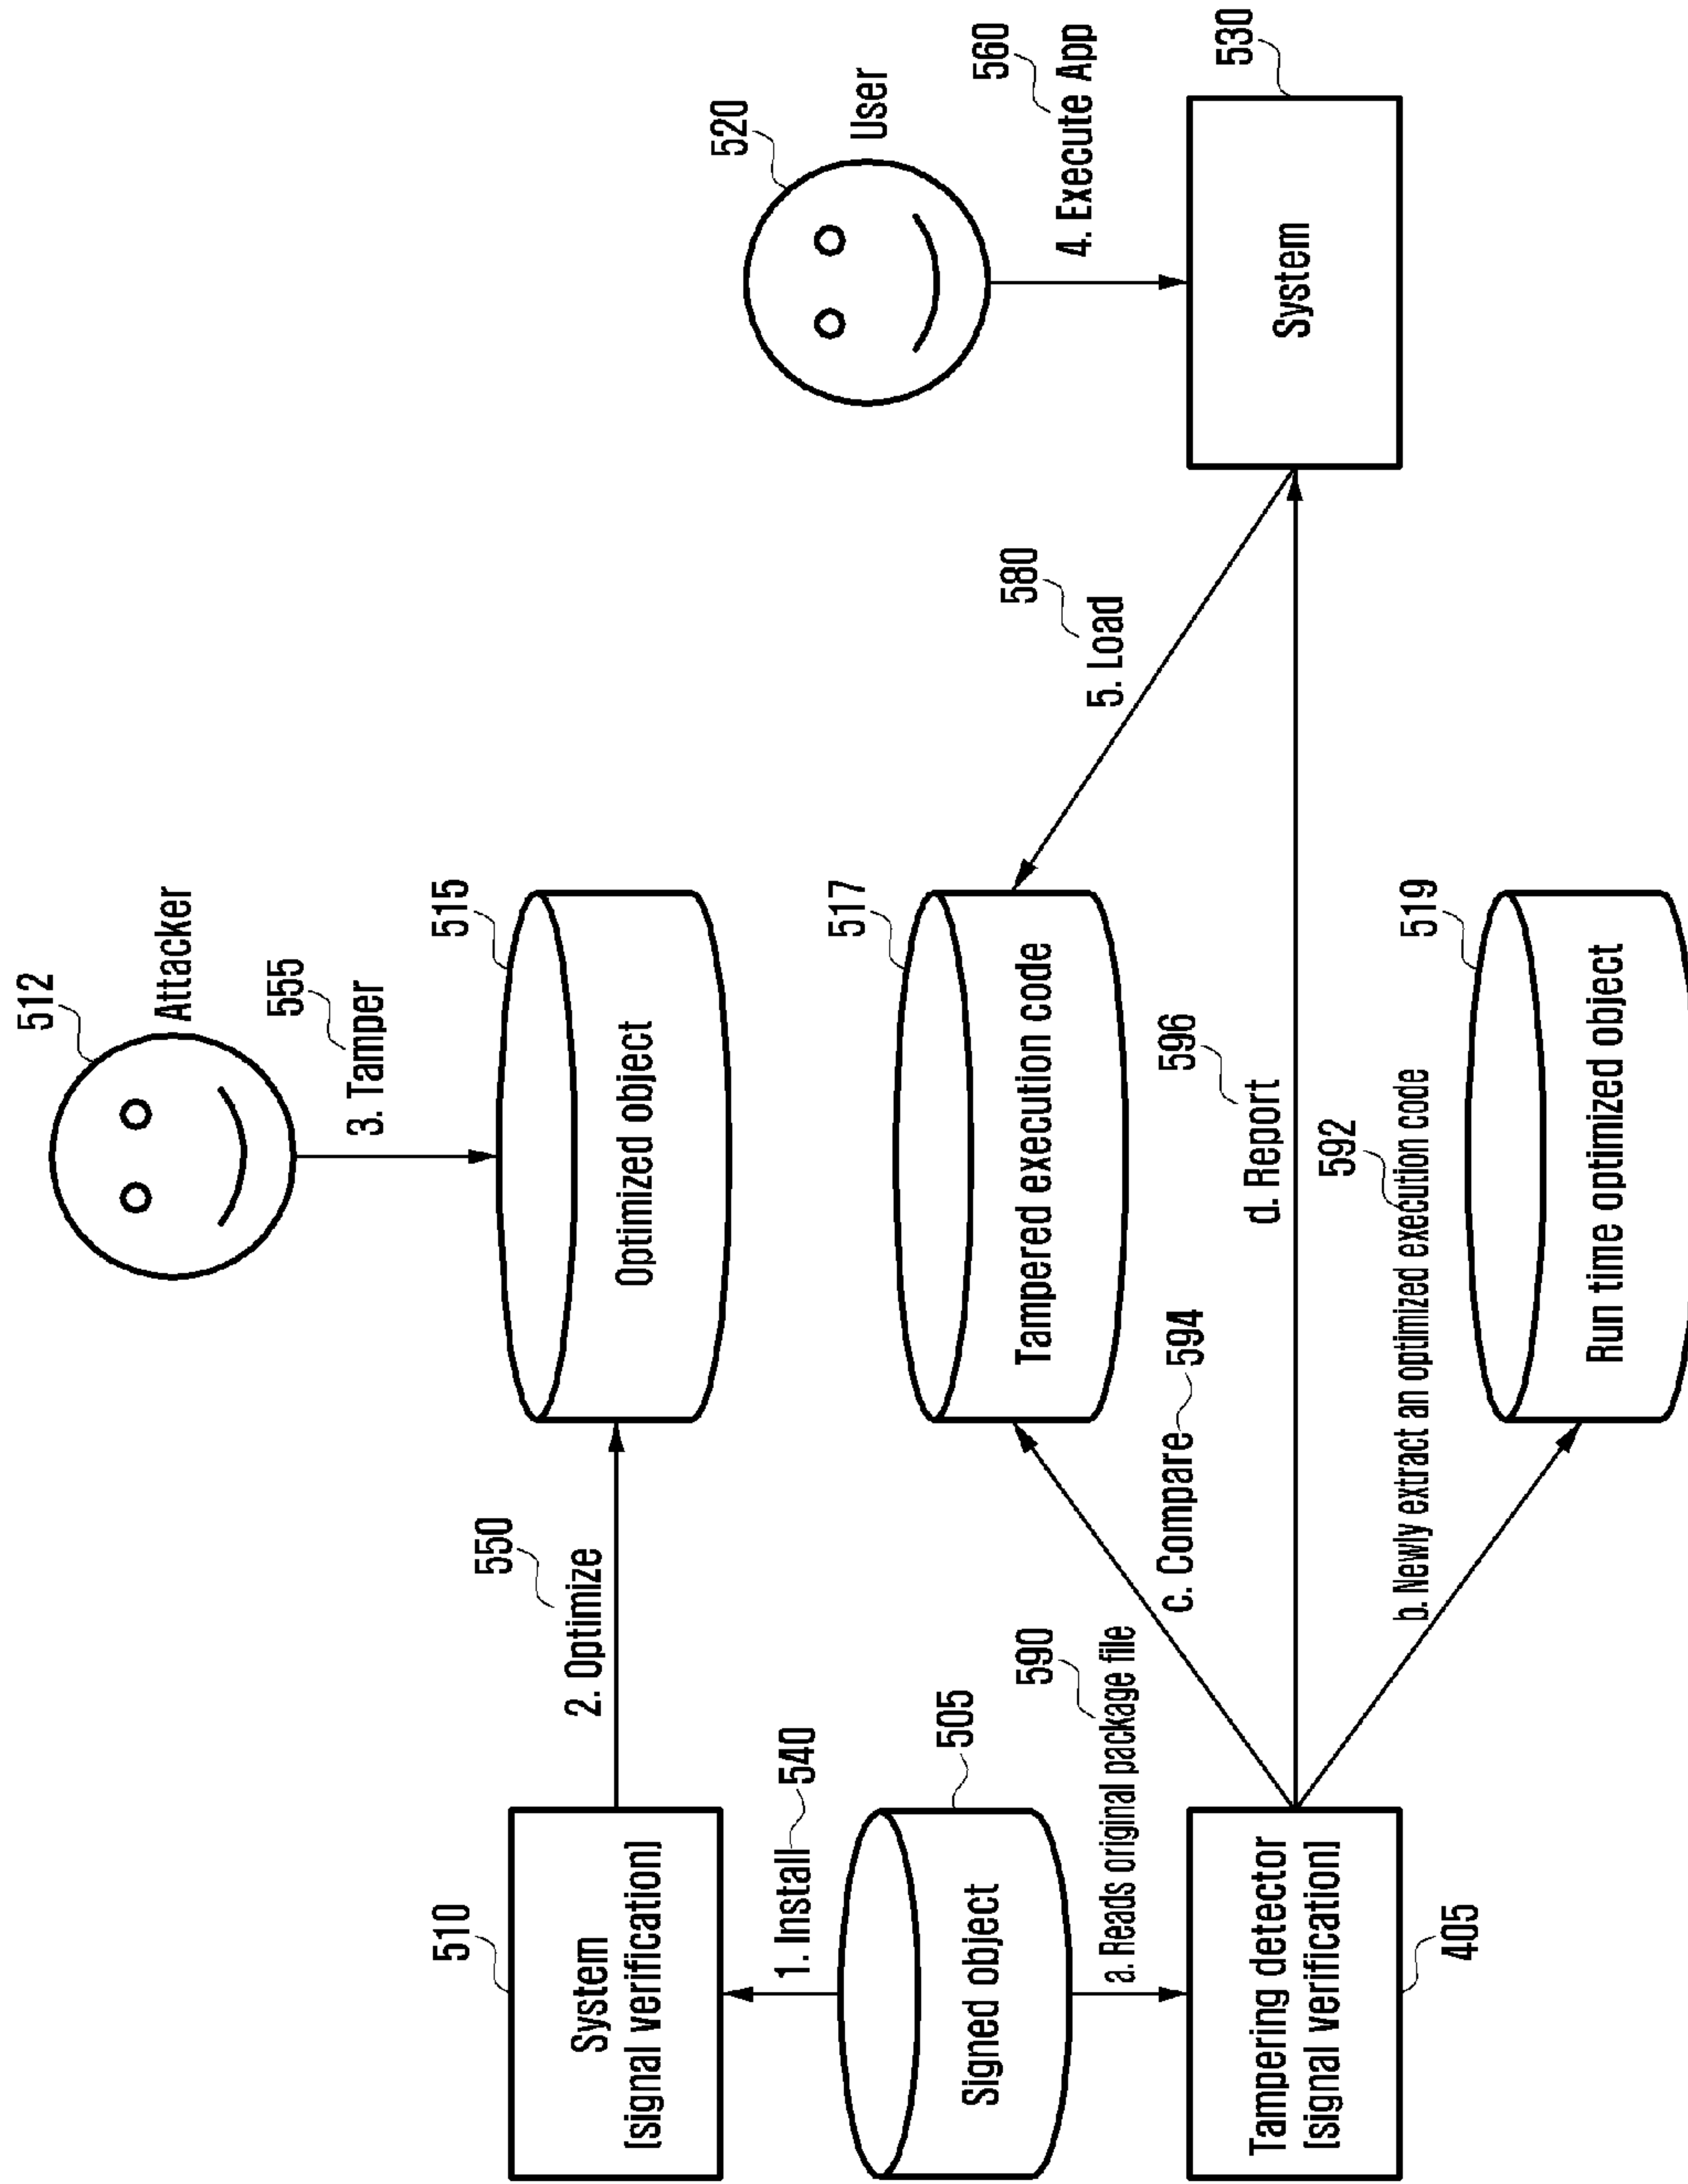 512
Attacker
555
3. Tamper
520
User
560
4. Execute App
510
System
(signal verification)
550
2. Optimize
515
Optimized object
1. Install
540
505
Signed object
517
Tampered execution code
580
5. Load
530
System
590
a. Reads original package file
c. Compare
594
596
d. Report
592
b. Newly extract an optimized execution code
405
Tampering detector
(signal verification)
519
Run time optimized object